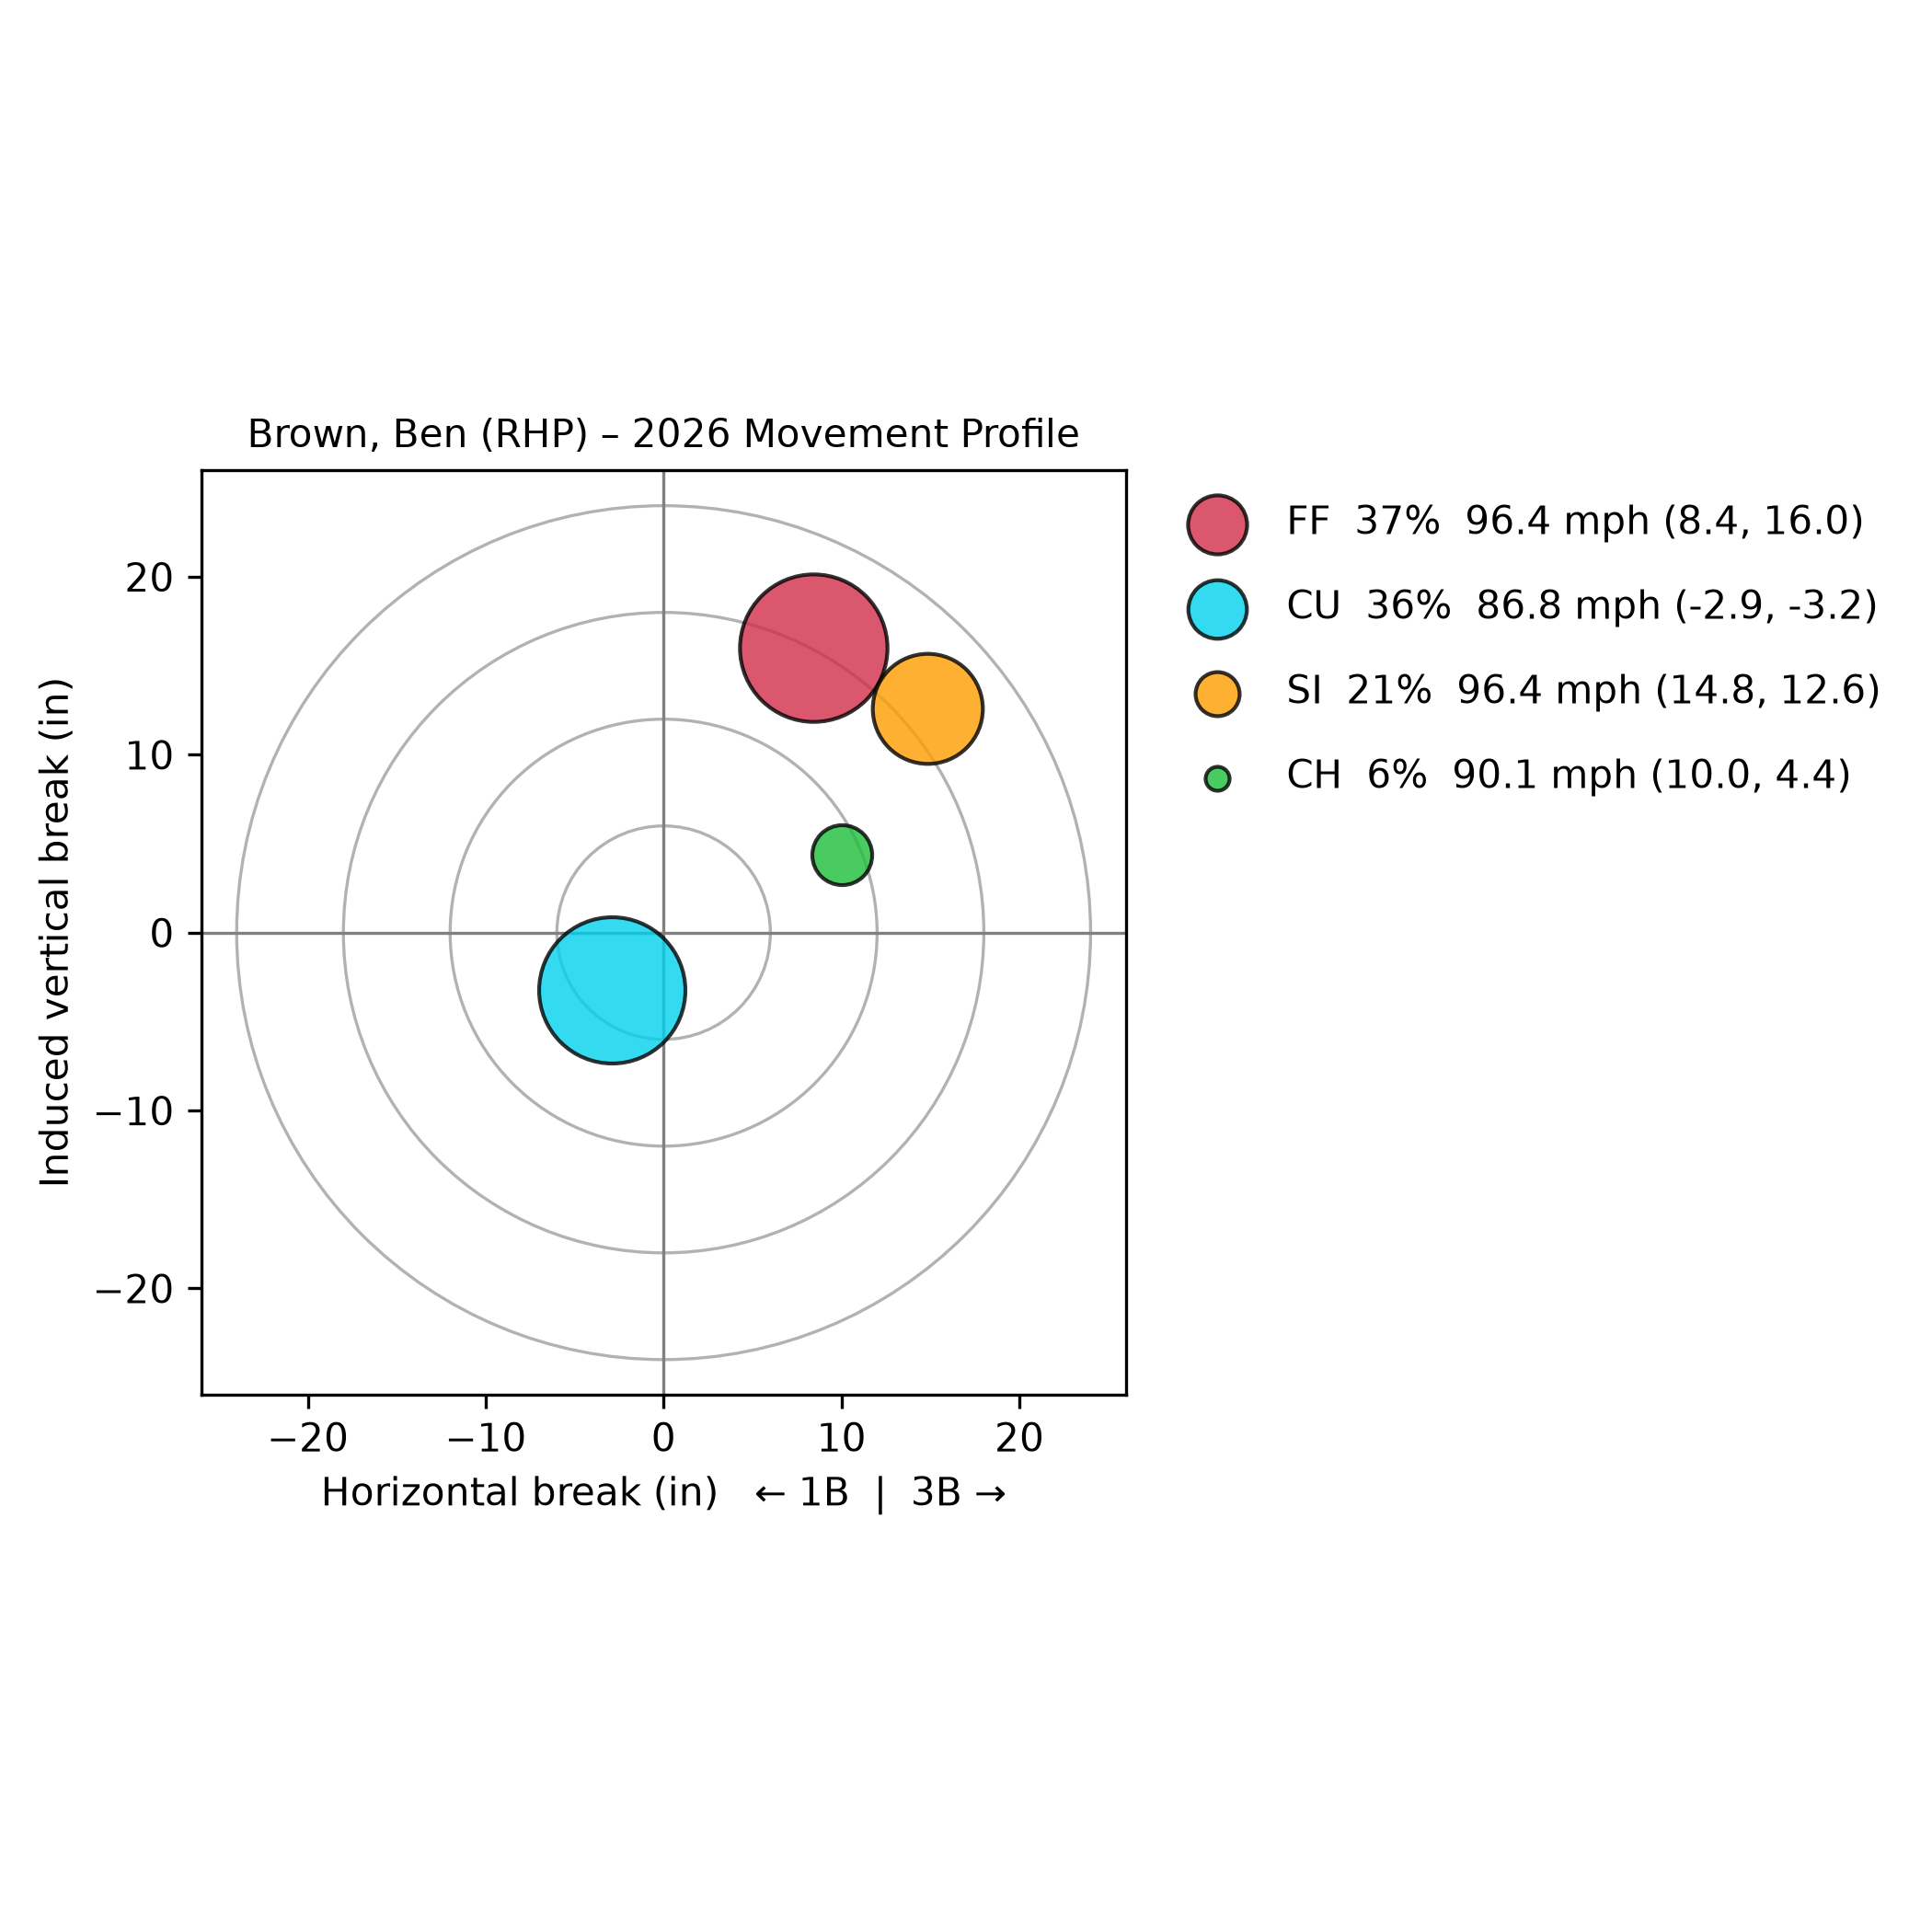 Brown, Ben (RHP) – 2026 Movement Profile
FF  37%  96.4 mph (8.4, 16.0)
CU  36%  86.8 mph (-2.9, -3.2)
SI  21%  96.4 mph (14.8, 12.6)
CH  6%  90.1 mph (10.0, 4.4)
Induced vertical break (in)
20
10
0
−10
−20
−20 −10 0 10 20
Horizontal break (in)   ← 1B  |  3B →